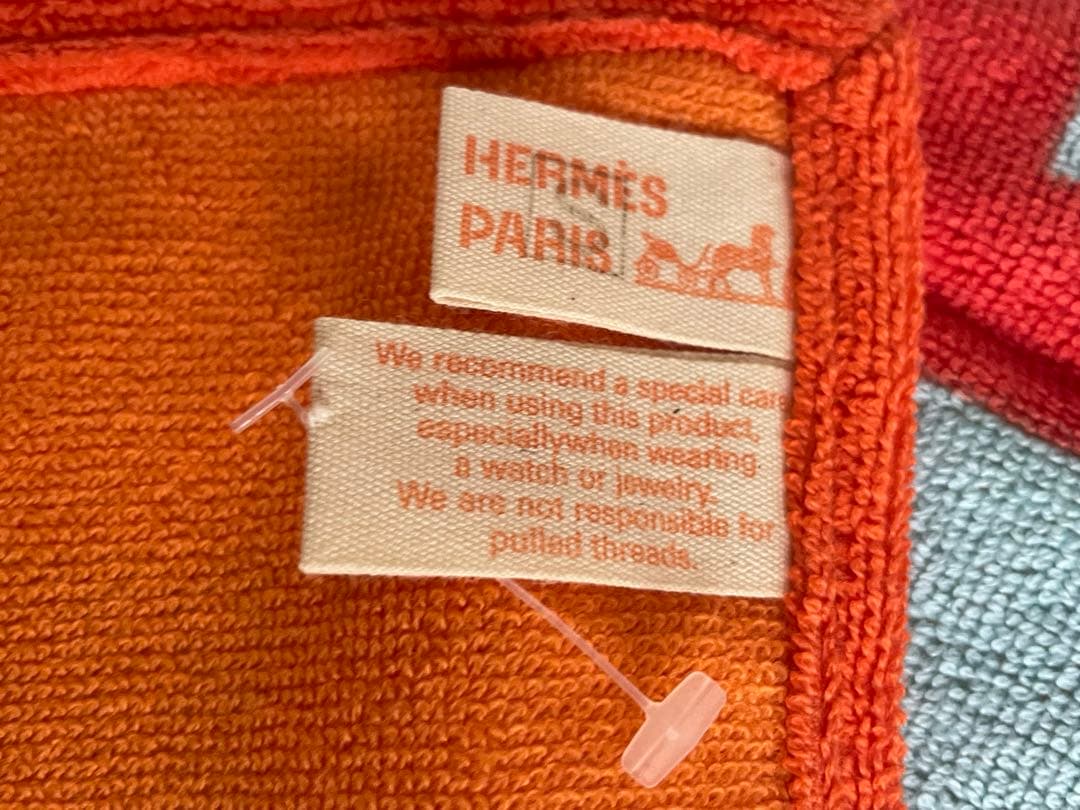 HERMÈS
PARIS
We recommend a special car
when using this product,
especiallywhen wearing
a watch or jewelry.
We are not responsible for
pulled threads.